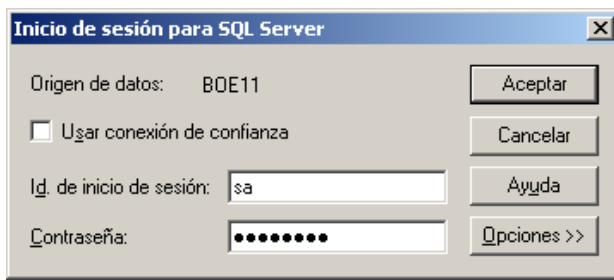 Inicio de sesión para SQL Server
Origen de datos: BOE11
Aceptar
Usar conexión de confianza
Cancelar
Id. de inicio de sesión: sa
Ayuda
Contraseña: ●●●●●●●●
Opciones >>